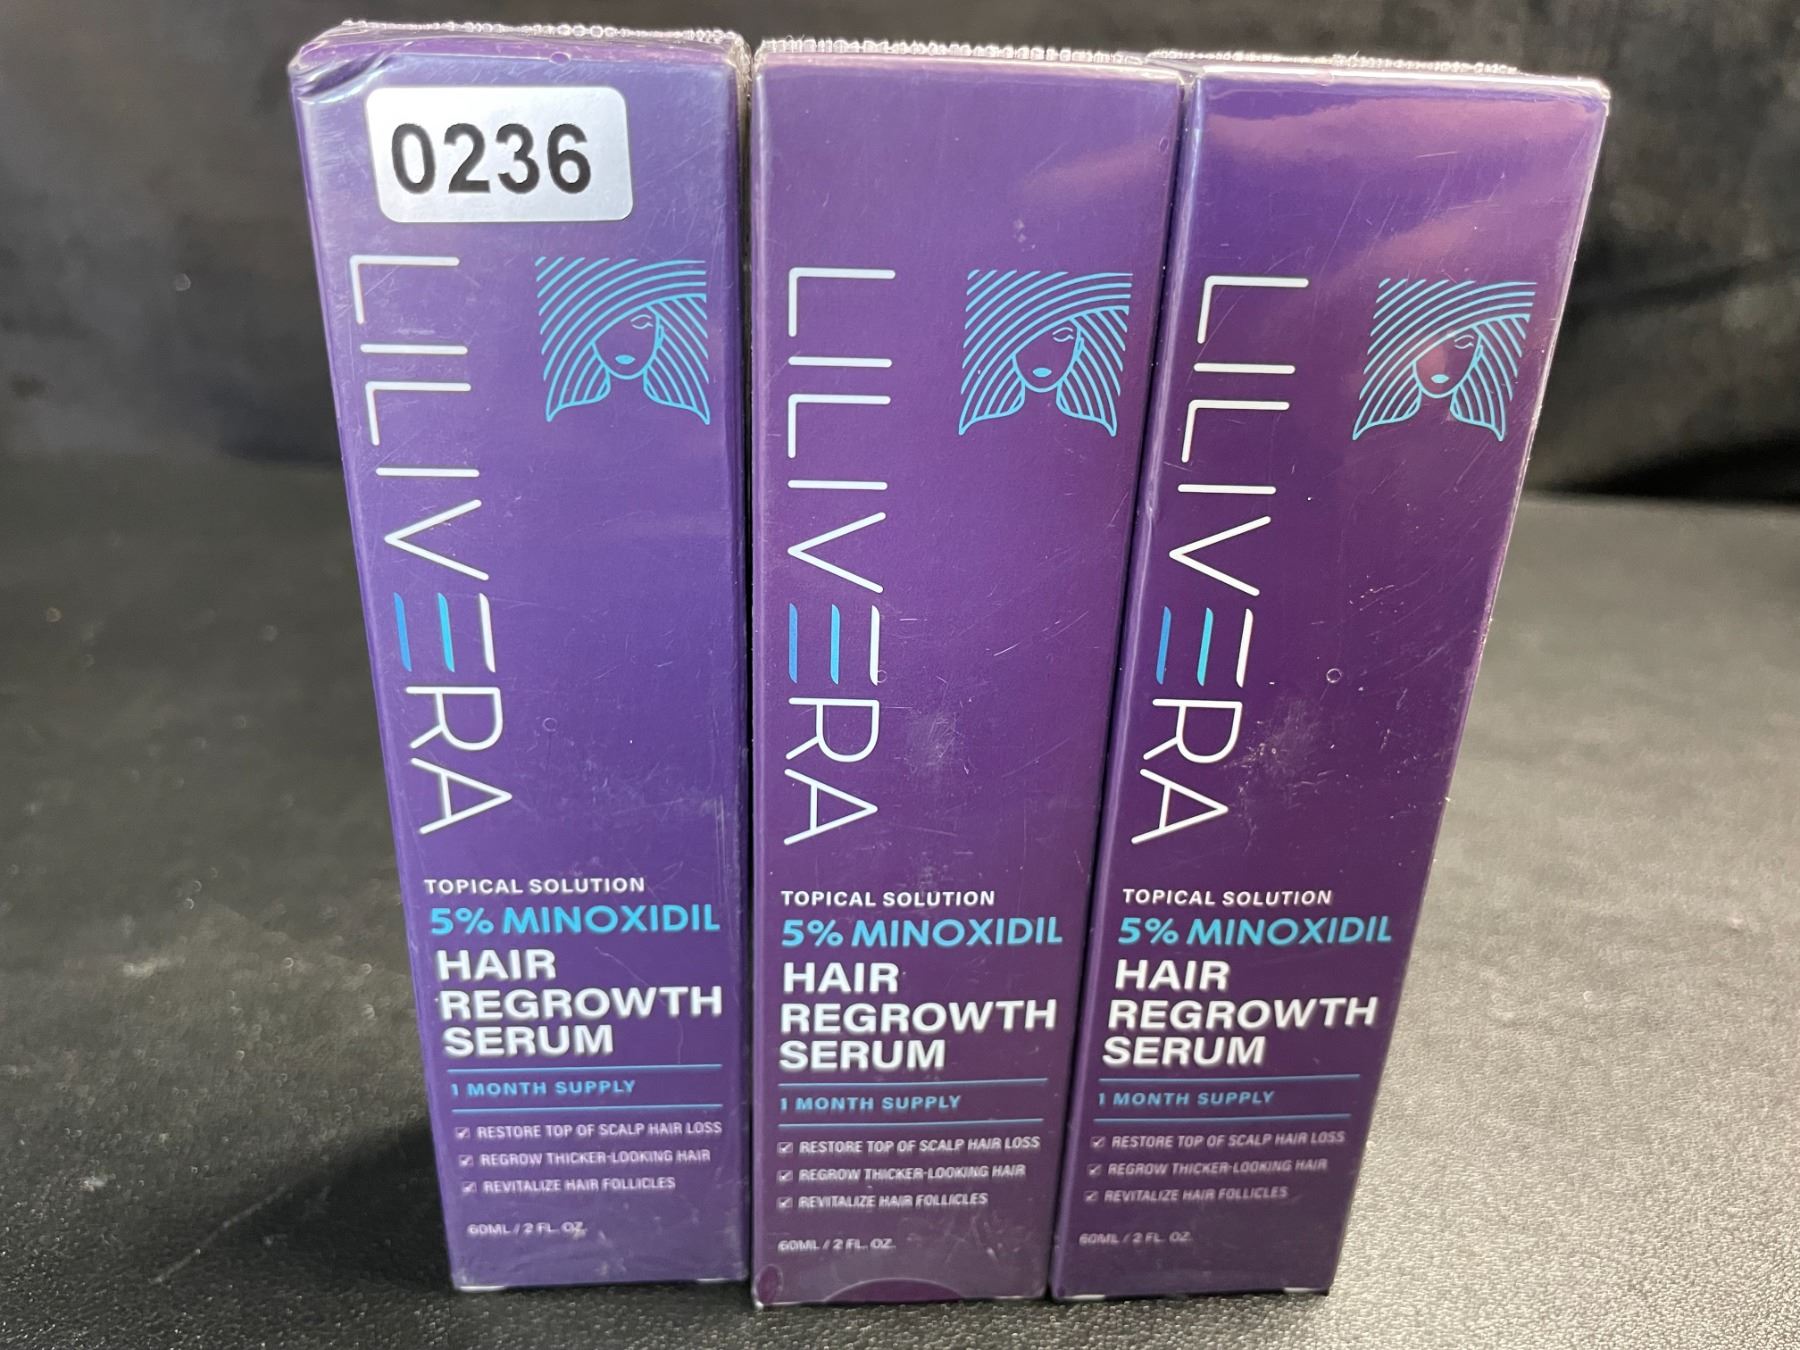 0236
LILIVERA
TOPICAL SOLUTION
5% MINOXIDIL
HAIR
REGROWTH
SERUM
1 MONTH SUPPLY
RESTORE TOP OF SCALP HAIR LOSS
REGROW THICKER-LOOKING HAIR
REVITALIZE HAIR FOLLICLES
60ML / 2 FL. OZ.
LILIVERA
TOPICAL SOLUTION
5% MINOXIDIL
HAIR
REGROWTH
SERUM
1 MONTH SUPPLY
RESTORE TOP OF SCALP HAIR LOSS
REGROW THICKER-LOOKING HAIR
REVITALIZE HAIR FOLLICLES
60ML / 2 FL. OZ.
LILIVERA
TOPICAL SOLUTION
5% MINOXIDIL
HAIR
REGROWTH
SERUM
1 MONTH SUPPLY
RESTORE TOP OF SCALP HAIR LOSS
REGROW THICKER-LOOKING HAIR
REVITALIZE HAIR FOLLICLES
60ML / 2 FL. OZ.